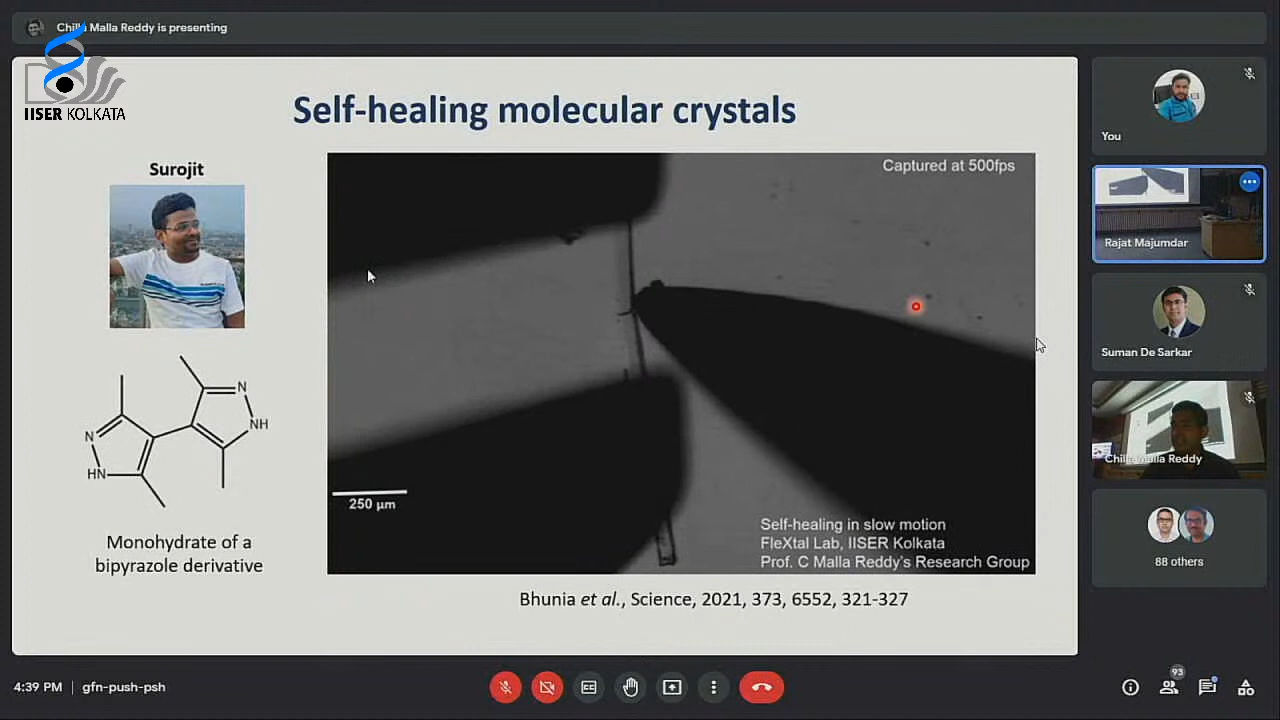 Chilla Malla Reddy is presenting
IISER KOLKATA
Self-healing molecular crystals
Surojit
Captured at 500fps
N
NH
N
HN
250 μm
Monohydrate of a
bipyrazole derivative
Self-healing in slow motion
FleXtal Lab, IISER Kolkata
Prof. C Malla Reddy's Research Group
Bhunia et al., Science, 2021, 373, 6552, 321-327
You
Rajat Majumdar
Suman De Sarkar
Chilla Malla Reddy
88 others
4:39 PM
gfn-push-psh
CC
93